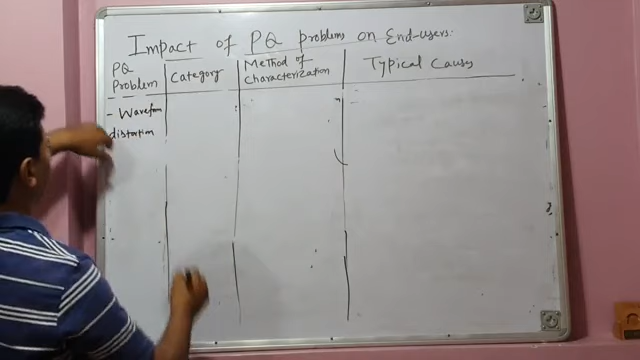 Impact of PQ problems on End-users:
PQ Problem
Category
Method of Characterization
Typical Causes
- Waveform
distortion